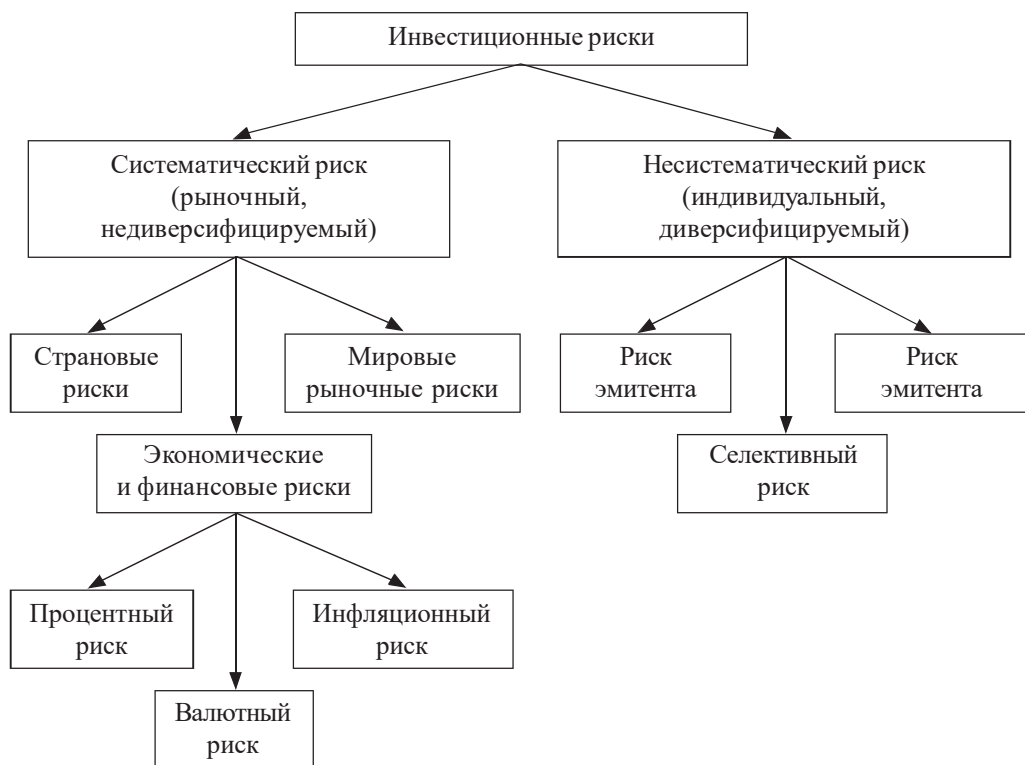 Инвестиционные риски
Систематический риск
(рыночный,
недиверсифицируемый)
Несистематический риск
(индивидуальный,
диверсифицируемый)
Страновые
риски
Мировые
рыночные риски
Риск
эмитента
Риск
эмитента
Экономические
и финансовые риски
Селективный
риск
Процентный
риск
Инфляционный
риск
Валютный
риск